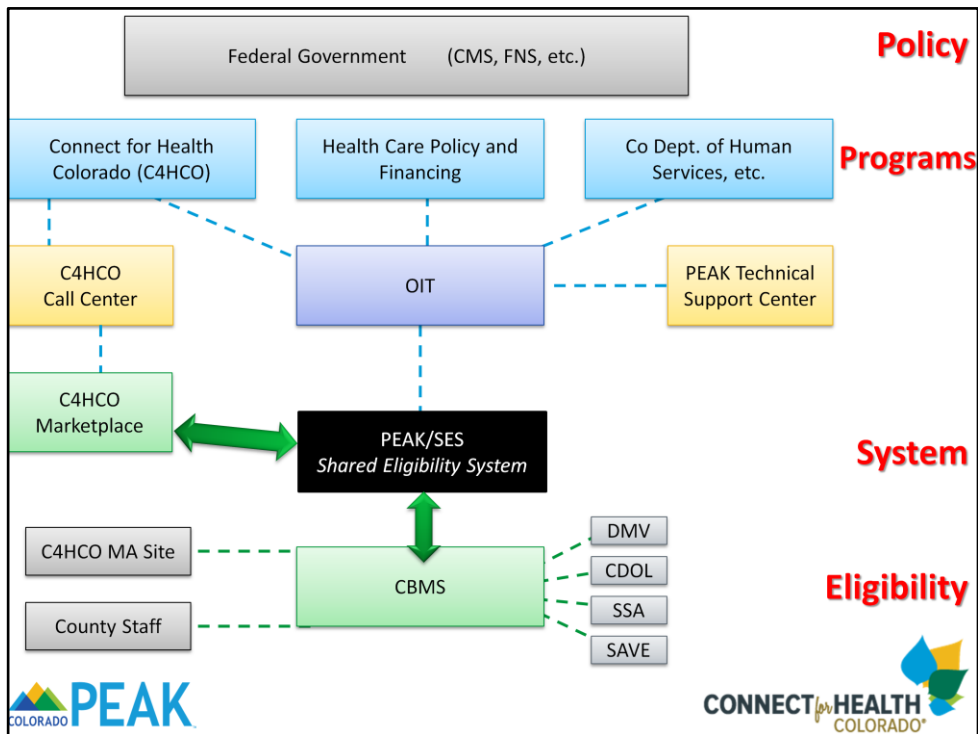 Federal Government (CMS, FNS, etc.)
Policy
Connect for Health
Colorado (C4HCO)
Health Care Policy and
Financing
Co Dept. of Human
Services, etc.
Programs
C4HCO
Call Center
OIT
PEAK Technical
Support Center
C4HCO
Marketplace
PEAK/SES
Shared Eligibility System
System
C4HCO MA Site
County Staff
CBMS
DMV
CDOL
SSA
SAVE
Eligibility
COLORADO PEAK
CONNECT for HEALTH
COLORADO®